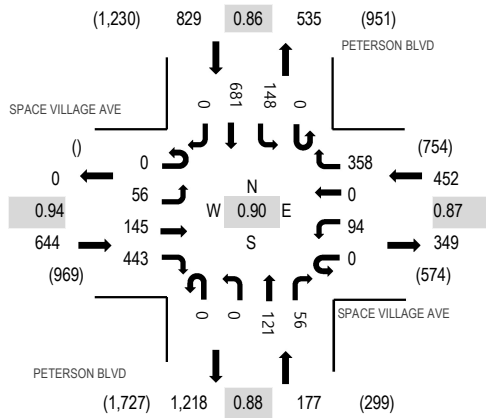 (1,230) 829 0.86 535 (951)
PETERSON BLVD
SPACE VILLAGE AVE
0 681 148 0
() 0 358 (754)
0 56 N 0 452
0.94 W 0.90 E 0.87
644 145 S 94 349
(969) 443 0 (574)
0 0 121 56
SPACE VILLAGE AVE
PETERSON BLVD
(1,727) 1,218 0.88 177 (299)